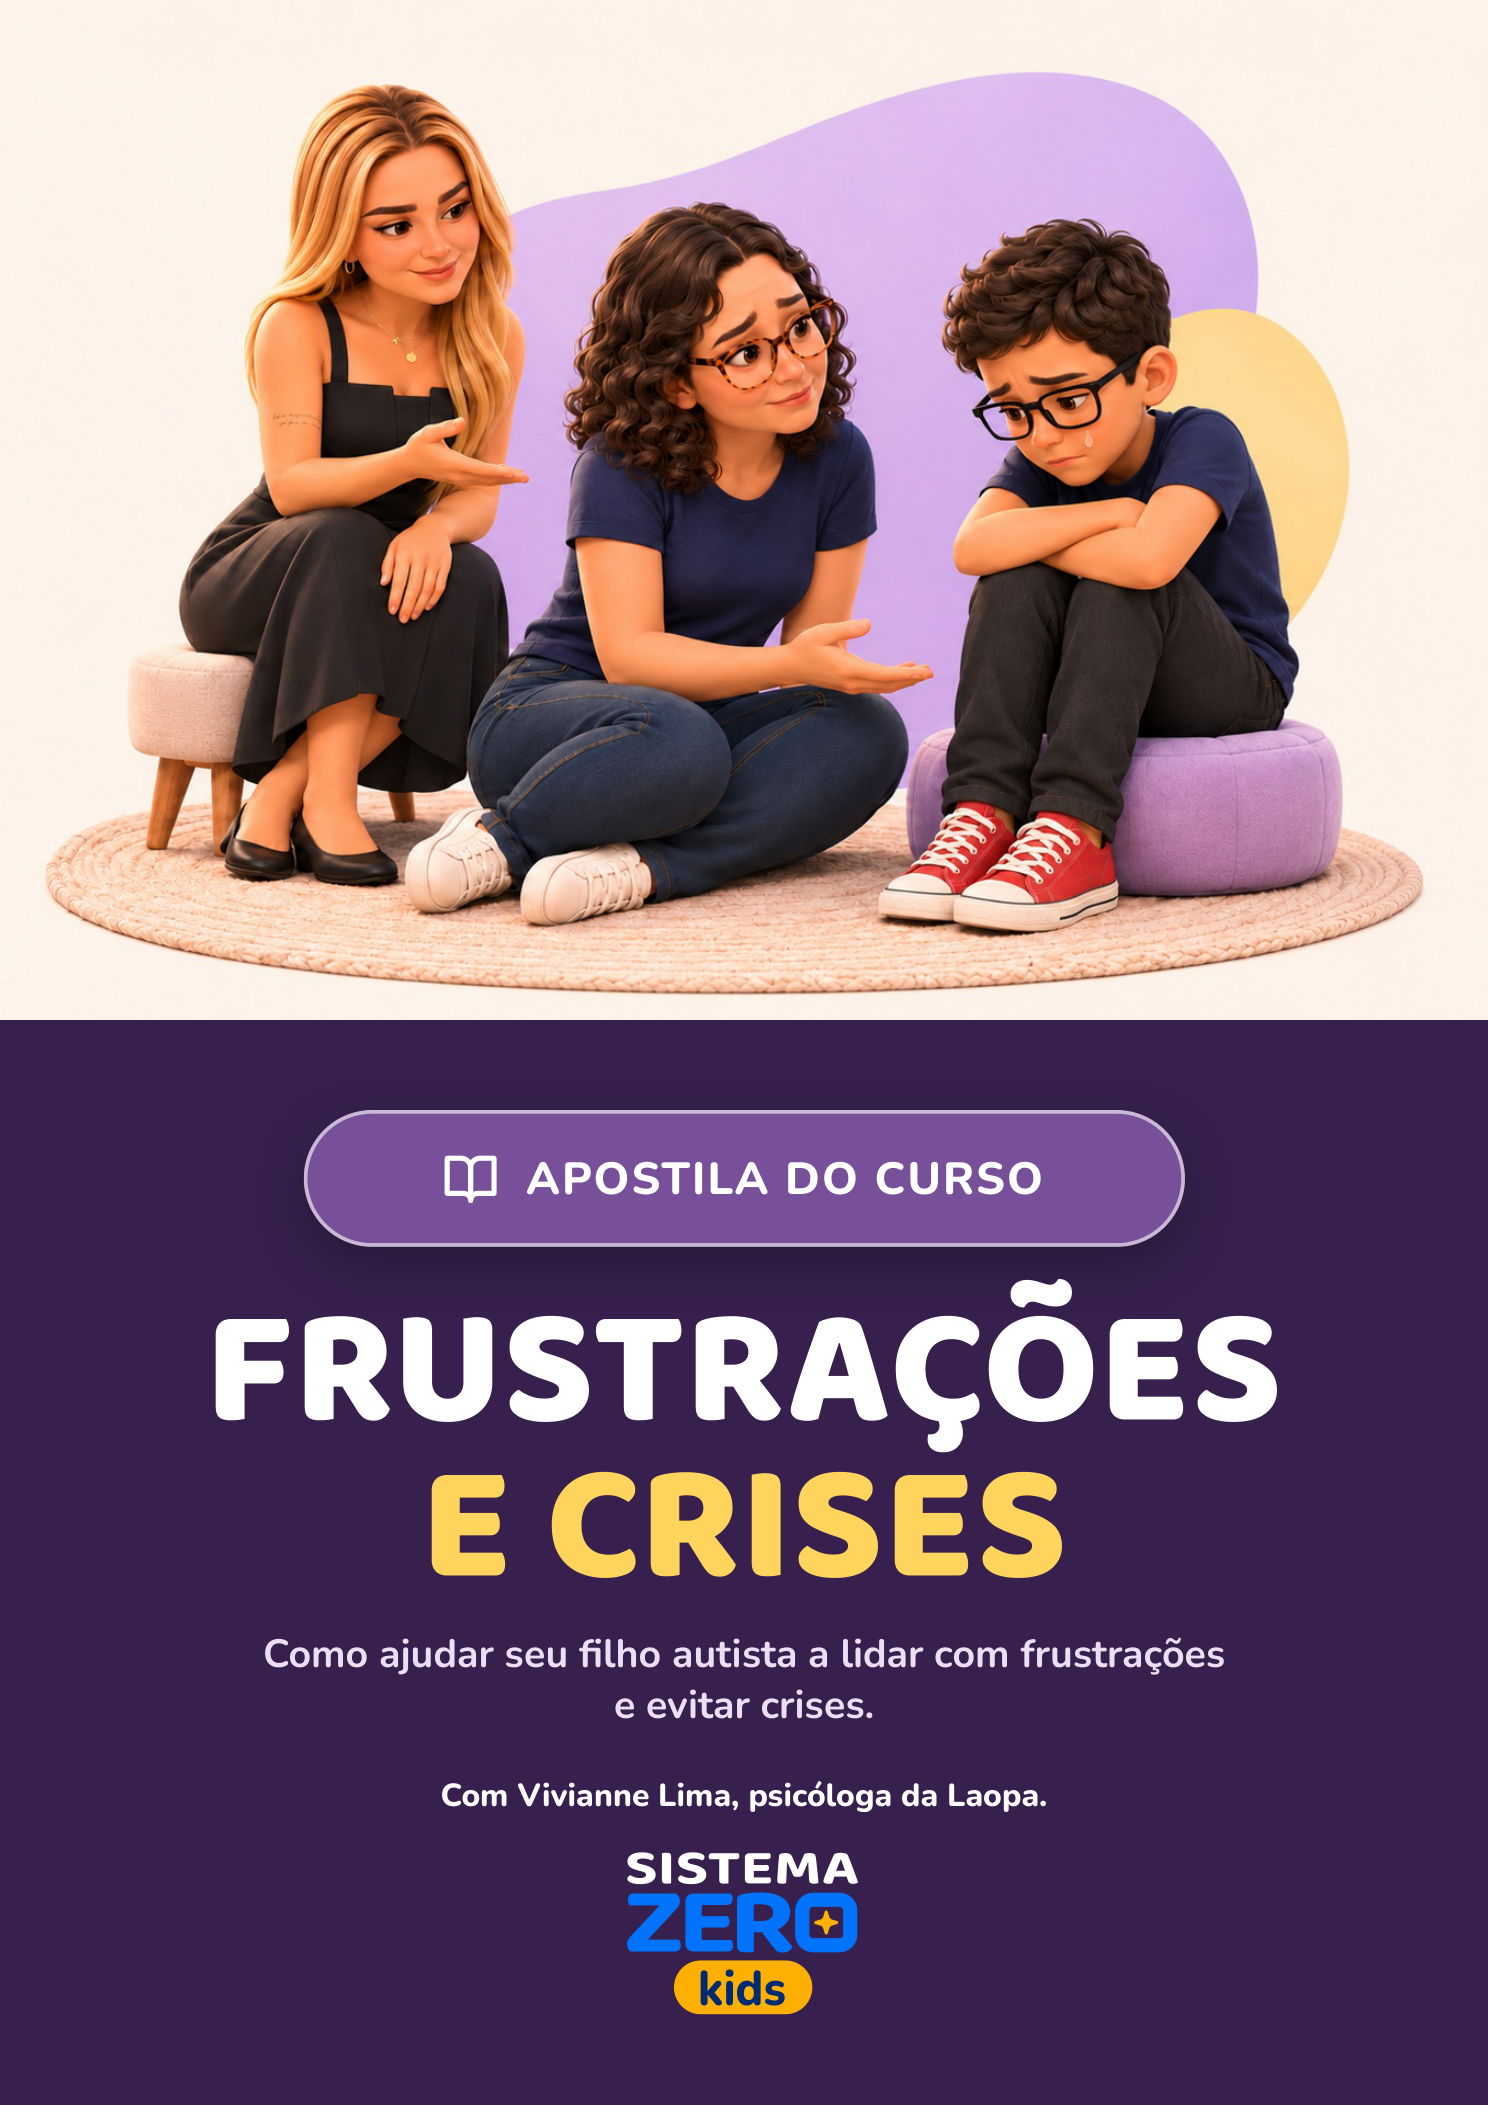 APOSTILA DO CURSO
FRUSTRAÇÕES
E CRISES
Como ajudar seu filho autista a lidar com frustrações
e evitar crises.
Com Vivianne Lima, psicóloga da Laopa.
SISTEMA
ZERO
kids